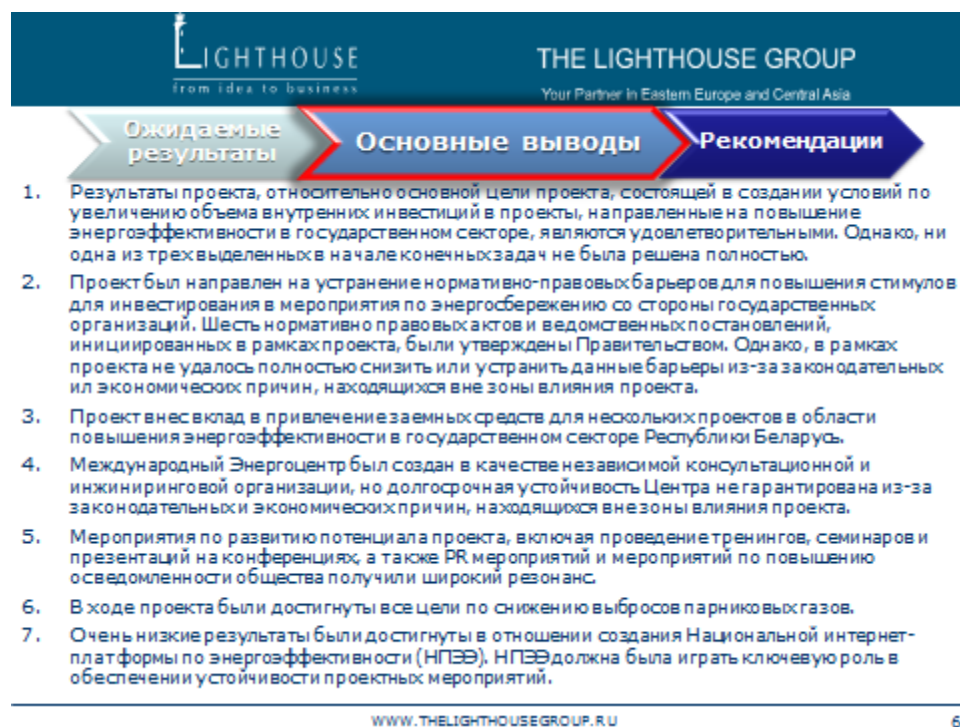 LIGHTHOUSE
from idea to business
THE LIGHTHOUSE GROUP
Your Partner in Eastern Europe and Central Asia
Ожидаемые
результаты
Основные выводы
Рекомендации
1. Результаты проекта, относительно основной цели проекта, состоящей в создании условий по
увеличению объема внутренних инвестиций в проекты, направленные на повышение
энергоэффективности в государственном секторе, являются удовлетворительными. Однако, ни
одна из трех выделенных в начале конечных задач не была решена полностью.
2. Проект был направлен на устранение нормативно-правовых барьеров для повышения стимулов
для инвестирования в мероприятия по энергосбережению со стороны государственных
организаций. Шесть нормативно правовых актов и ведомственных постановлений,
инициированных в рамках проекта, были утверждены Правительством. Однако, в рамках
проекта не удалось полностью снизить или устранить данные барьеры из-за законодательных
ил экономических причин, находящихся вне зоны влияния проекта.
3. Проект внес вклад в привлечение заемных средств для нескольких проектов в области
повышения энергоэффективности в государственном секторе Республики Беларусь.
4. Международный Энергоцентр был создан в качестве независимой консультационной и
инжиниринговой организации, но долгосрочная устойчивость Центра не гарантирована из-за
законодательных и экономических причин, находящихся вне зоны влияния проекта.
5. Мероприятия по развитию потенциала проекта, включая проведение тренингов, семинаров и
презентаций на конференциях, а также PR мероприятий и мероприятий по повышению
осведомленности общества получили широкий резонанс.
6. В ходе проекта были достигнуты все цели по снижению выбросов парниковых газов.
7. Очень низкие результаты были достигнуты в отношении создания Национальной интернет-
платформы по энергоэффективности (НПЭЭ). НПЭЭ должна была играть ключевую роль в
обеспечении устойчивости проектных мероприятий.
WWW.THELIGHTHOUSEGROUP.RU
6